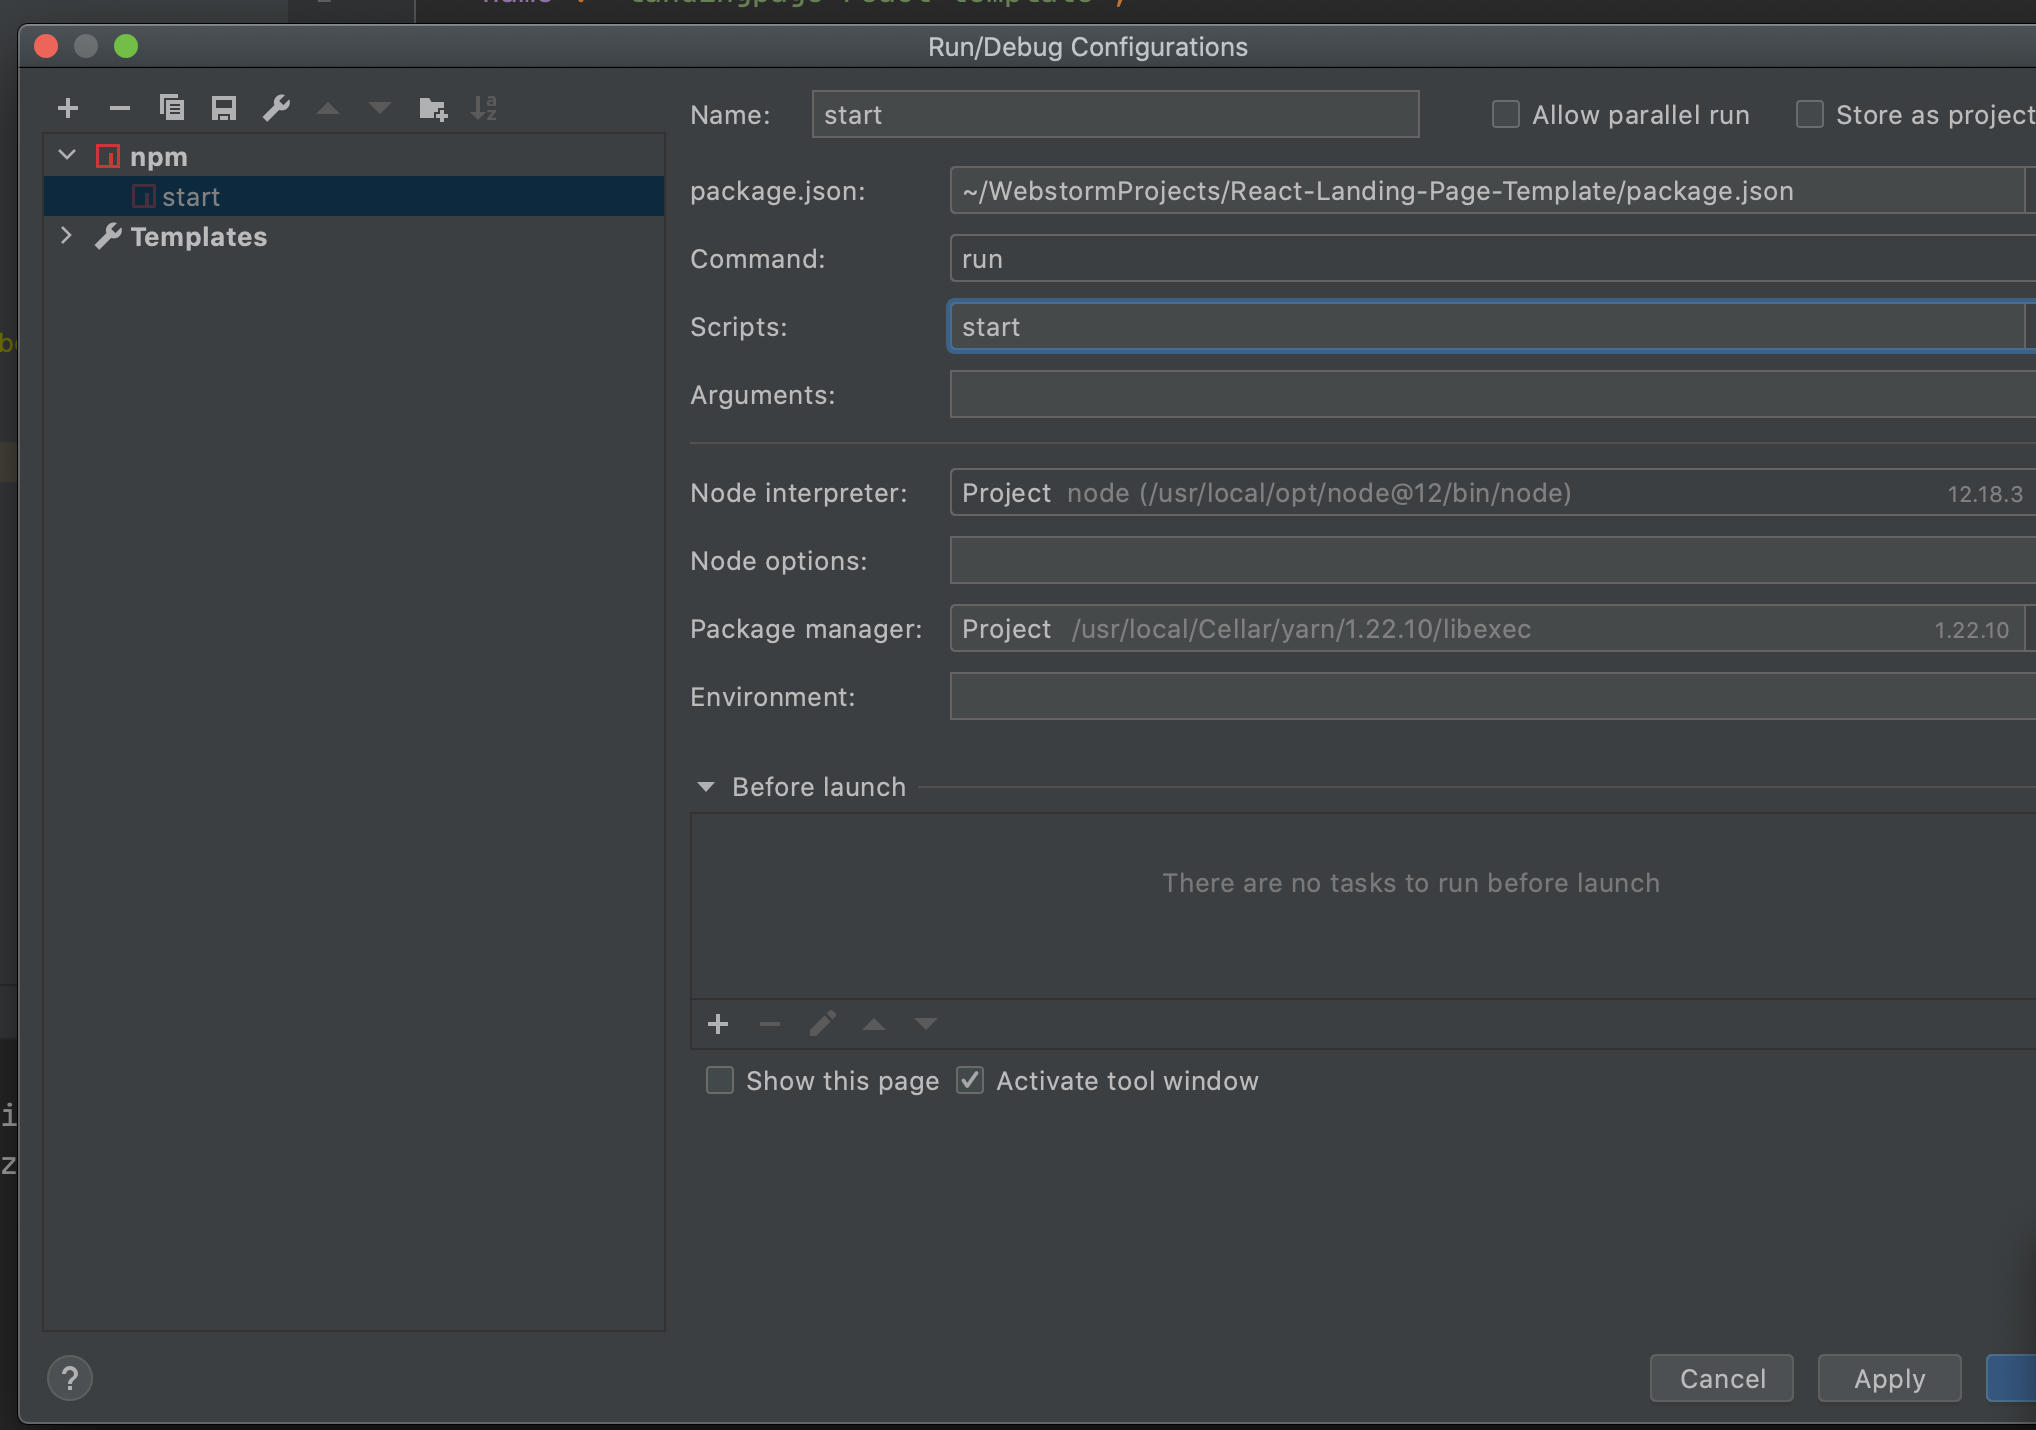 Run/Debug Configurations
Name: start Allow parallel run Store as project
npm
start
Templates
package.json: ~/WebstormProjects/React-Landing-Page-Template/package.json
Command: run
Scripts: start
Arguments:
Node interpreter: Project node (/usr/local/opt/node@12/bin/node) 12.18.3
Node options:
Package manager: Project /usr/local/Cellar/yarn/1.22.10/libexec 1.22.10
Environment:
Before launch
There are no tasks to run before launch
Show this page Activate tool window
? Cancel Apply